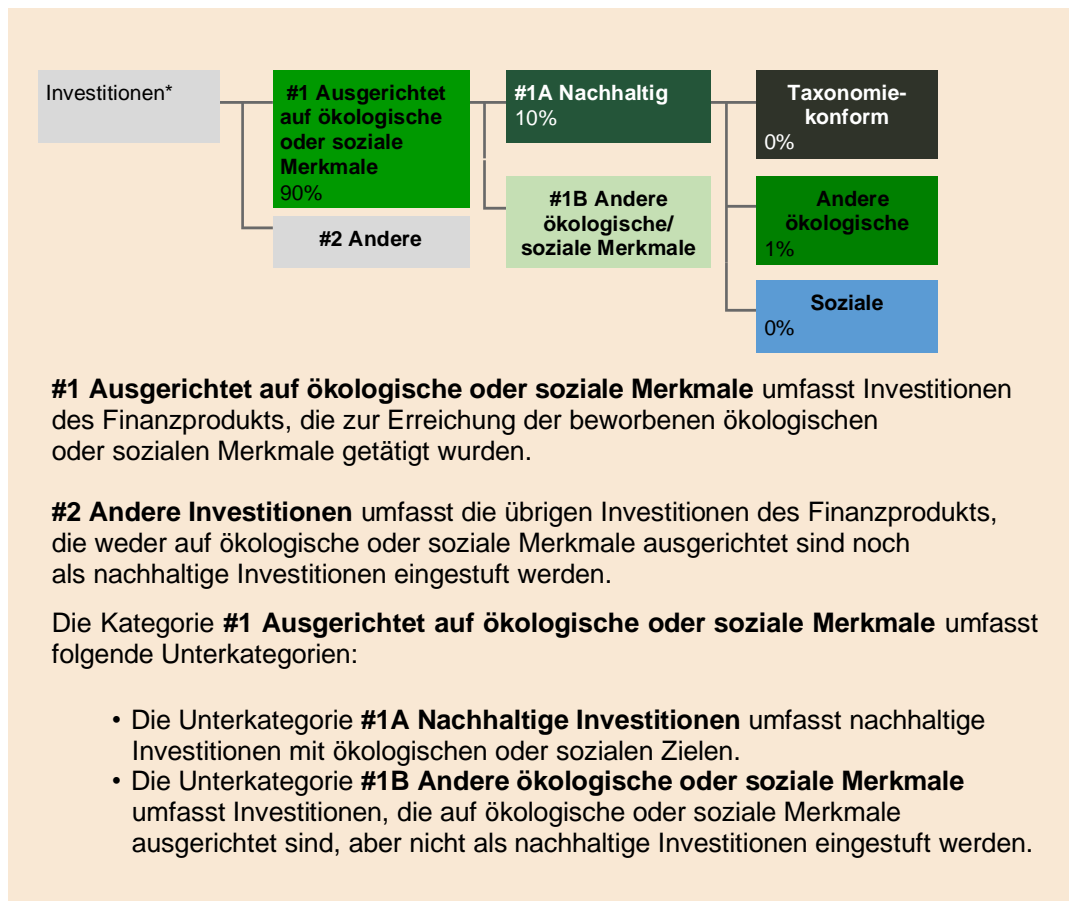 Investitionen*
#1 Ausgerichtet
auf ökologische
oder soziale
Merkmale
90%
#2 Andere
#1A Nachhaltig
10%
#1B Andere
ökologische/
soziale Merkmale
Taxonomie-
konform
0%
Andere
ökologische
1%
Soziale
0%
#1 Ausgerichtet auf ökologische oder soziale Merkmale umfasst Investitionen
des Finanzprodukts, die zur Erreichung der beworbenen ökologischen
oder sozialen Merkmale getätigt wurden.
#2 Andere Investitionen umfasst die übrigen Investitionen des Finanzprodukts,
die weder auf ökologische oder soziale Merkmale ausgerichtet sind noch
als nachhaltige Investitionen eingestuft werden.
Die Kategorie #1 Ausgerichtet auf ökologische oder soziale Merkmale umfasst
folgende Unterkategorien:
• Die Unterkategorie #1A Nachhaltige Investitionen umfasst nachhaltige
Investitionen mit ökologischen oder sozialen Zielen.
• Die Unterkategorie #1B Andere ökologische oder soziale Merkmale
umfasst Investitionen, die auf ökologische oder soziale Merkmale
ausgerichtet sind, aber nicht als nachhaltige Investitionen eingestuft werden.